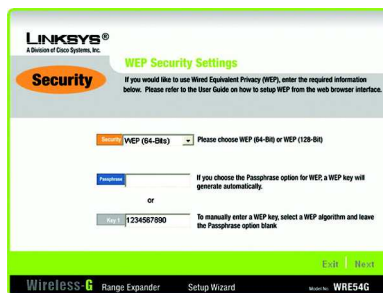 LINKSYS®
A Division of Cisco Systems, Inc.
WEP Security Settings
Security
If you would like to use Wired Equivalent Privacy (WEP), enter the required information
below. Please refer to the User Guide on how to setup WEP from the web browser interface.
Security WEP (64-Bits) Please choose WEP (64-Bit) or WEP (128-Bit)
Passphrase If you choose the Passphrase option for WEP, a WEP key will
generate automatically.
or
Key 1 1234567890 To manually enter a WEP key, select a WEP algorithm and leave
the Passphrase option blank
Exit Next
Wireless-G Range Expander Setup Wizard Model No. WRE54G